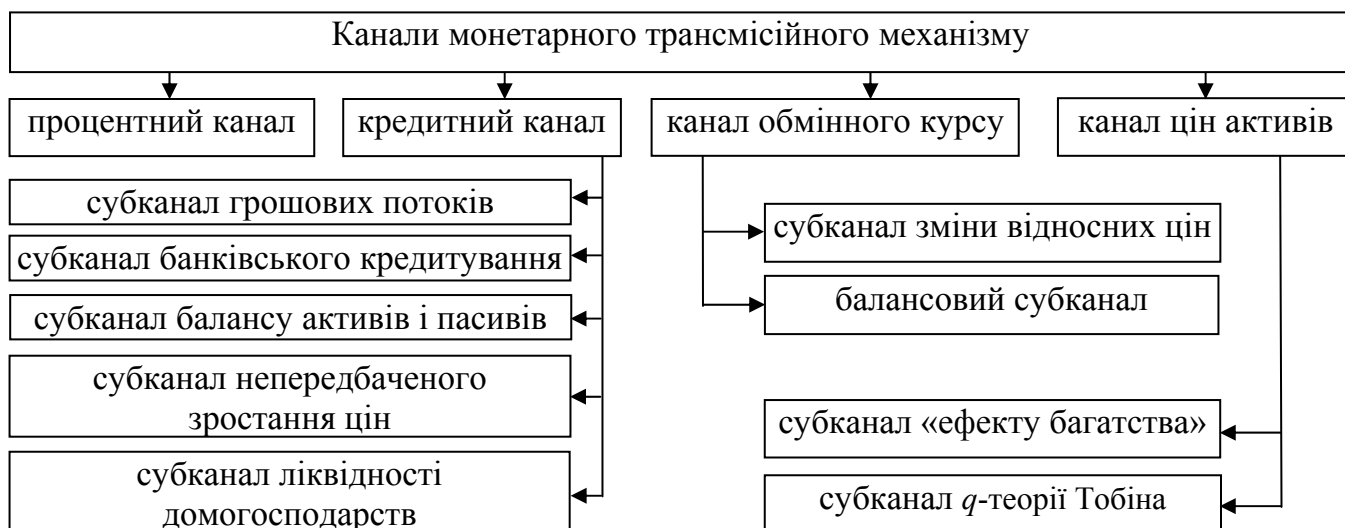 Канали монетарного трансмісійного механізму
процентний канал
кредитний канал
канал обмінного курсу
канал цін активів
субканал грошових потоків
субканал банківського кредитування
субканал балансу активів і пасивів
субканал непередбаченого
зростання цін
субканал ліквідності
домогосподарств
субканал зміни відносних цін
балансовий субканал
субканал «ефекту багатства»
субканал q-теорії Тобіна